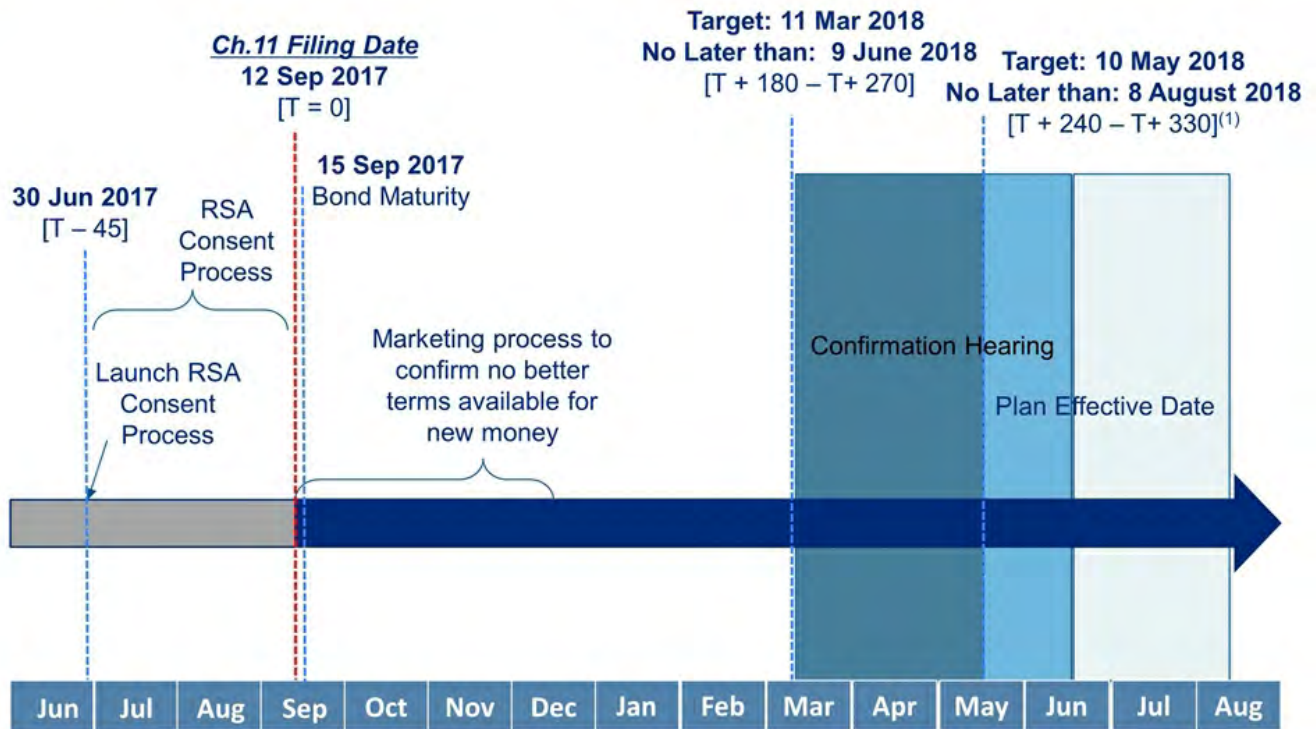 Ch.11 Filing Date
12 Sep 2017
[T = 0]
Target: 11 Mar 2018
No Later than: 9 June 2018
[T + 180 – T+ 270]
Target: 10 May 2018
No Later than: 8 August 2018
[T + 240 – T+ 330](1)
30 Jun 2017
[T – 45]
RSA
Consent
Process
15 Sep 2017
Bond Maturity
Launch RSA
Consent
Process
Marketing process to
confirm no better
terms available for
new money
Confirmation Hearing
Plan Effective Date
Jun Jul Aug Sep Oct Nov Dec Jan Feb Mar Apr May Jun Jul Aug